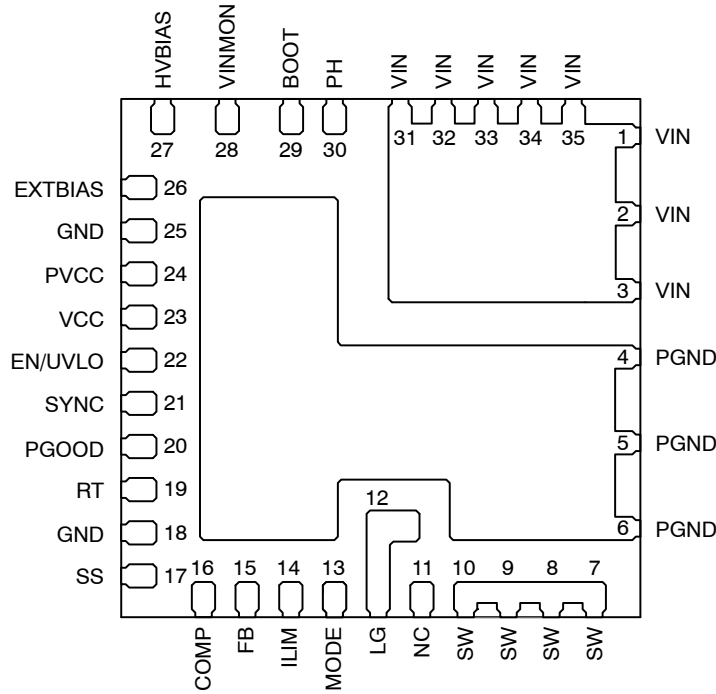 HVBIAS
VINMON
BOOT
PH
VIN
VIN
VIN
VIN
VIN
27
28
29
30
31
32
33
34
35
1
VIN
EXTBIAS
26
2
VIN
GND
25
PVCC
24
3
VIN
VCC
23
EN/UVLO
22
4
PGND
SYNC
21
PGOOD
20
5
PGND
RT
19
12
GND
18
6
PGND
SS
17
16
15
14
13
11
10
9
8
7
COMP
FB
ILIM
MODE
LG
NC
SW
SW
SW
SW